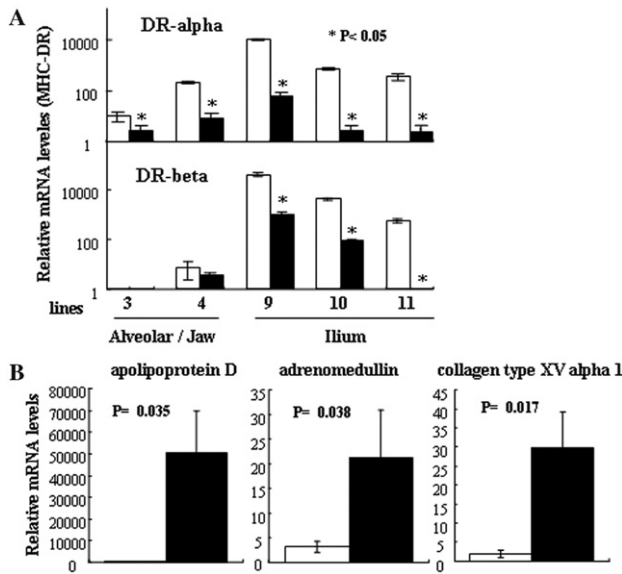 A
DR-alpha
* P< 0.05
Relative mRNA leveles (MHC-DR)
10000
100
1
* * * * *
DR-beta
10000
100
1
* * *
lines 3 4 9 10 11
Alveolar / Jaw Ilium
B
apolipoprotein D
adrenomedullin
collagen type XV alpha 1
Relative mRNA levels
80000
70000
60000
50000
40000
30000
20000
10000
0
P= 0.035
35
30
25
20
15
10
5
0
P= 0.038
45
40
35
30
25
20
15
10
5
0
P= 0.017